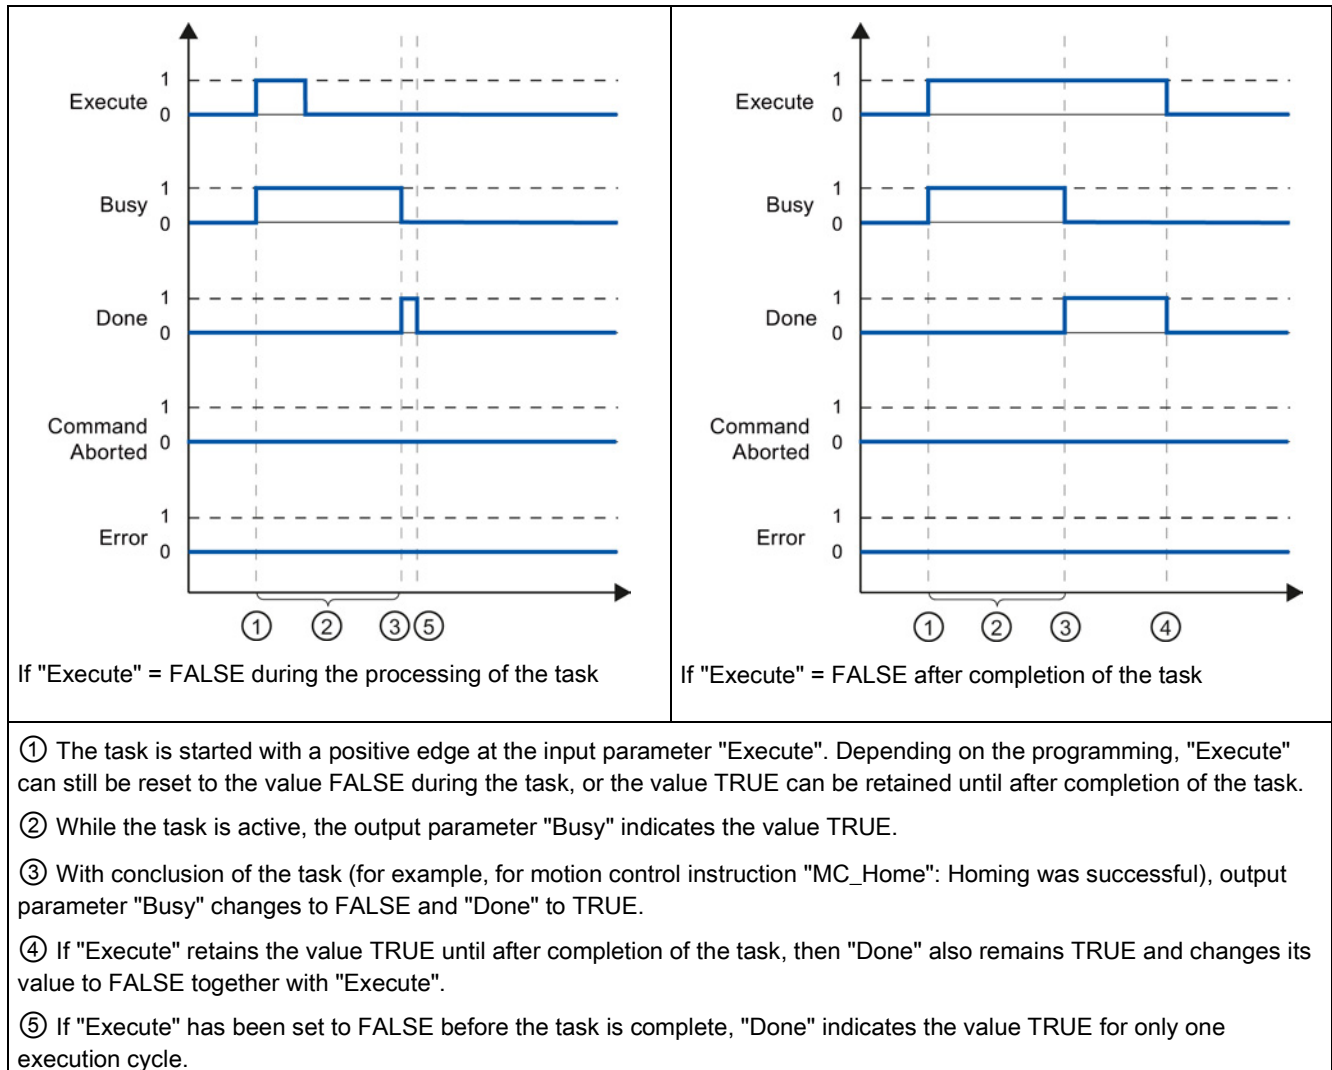 1
Execute
0
1
Busy
0
1
Done
0
1
Command
Aborted 0
1
Error
0
① ② ③ ⑤
If "Execute" = FALSE during the processing of the task
1
Execute
0
1
Busy
0
1
Done
0
1
Command
Aborted 0
1
Error
0
① ② ③ ④
If "Execute" = FALSE after completion of the task
① The task is started with a positive edge at the input parameter "Execute". Depending on the programming, "Execute"
can still be reset to the value FALSE during the task, or the value TRUE can be retained until after completion of the task.
② While the task is active, the output parameter "Busy" indicates the value TRUE.
③ With conclusion of the task (for example, for motion control instruction "MC_Home": Homing was successful), output
parameter "Busy" changes to FALSE and "Done" to TRUE.
④ If "Execute" retains the value TRUE until after completion of the task, then "Done" also remains TRUE and changes its
value to FALSE together with "Execute".
⑤ If "Execute" has been set to FALSE before the task is complete, "Done" indicates the value TRUE for only one
execution cycle.